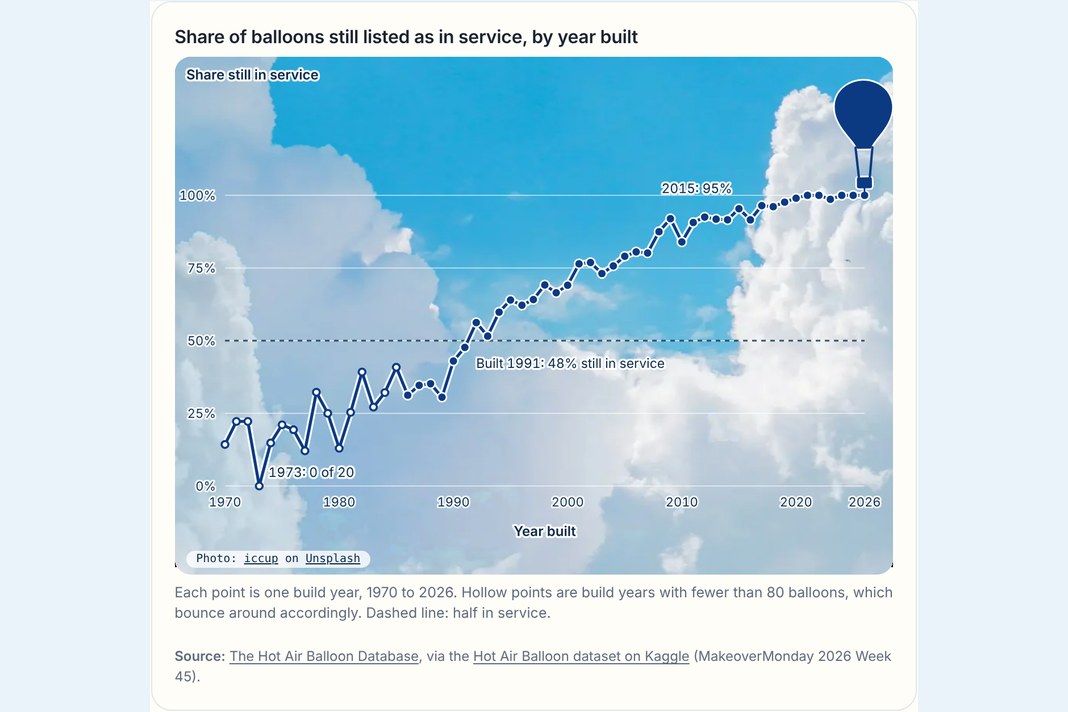 Share of balloons still listed as in service, by year built
Share still in service
2015: 95%
100%
75%
50%
Built 1991: 48% still in service
25%
1973: 0 of 20
0%
1970 1980 1990 2000 2010 2020 2026
Year built
Photo: iccup on Unsplash
Each point is one build year, 1970 to 2026. Hollow points are build years with fewer than 80 balloons, which
bounce around accordingly. Dashed line: half in service.
Source: The Hot Air Balloon Database, via the Hot Air Balloon dataset on Kaggle (MakeoverMonday 2026 Week
45).